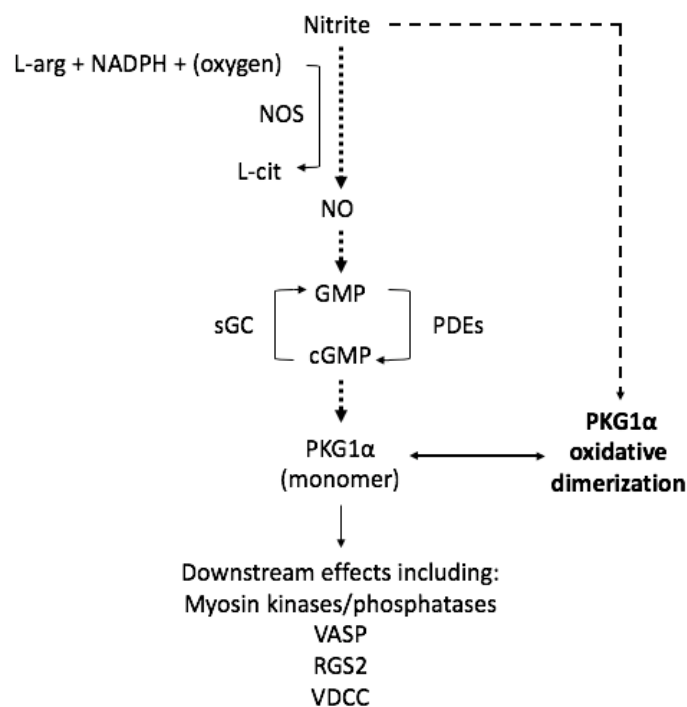 Nitrite
L-arg + NADPH + (oxygen)
NOS
L-cit
NO
GMP
sGC
PDEs
cGMP
PKG1α
(monomer)
PKG1α
oxidative
dimerization
Downstream effects including:
Myosin kinases/phosphatases
VASP
RGS2
VDCC